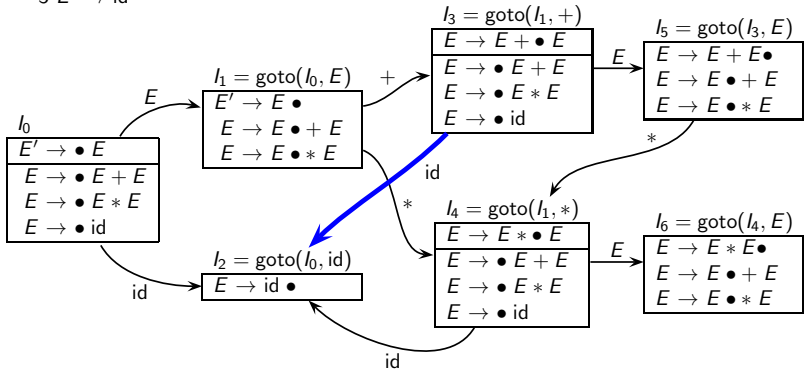 I₀
E′ → • E
E → • E + E
E → • E ∗ E
E → • id
E
id
I₁ = goto(I₀, E)
E′ → E •
E → E • + E
E → E • ∗ E
+
∗
I₂ = goto(I₀, id)
E → id •
I₃ = goto(I₁, +)
E → E + • E
E → • E + E
E → • E ∗ E
E → • id
E
id
I₄ = goto(I₁, ∗)
E → E ∗ • E
E → • E + E
E → • E ∗ E
E → • id
E
id
I₅ = goto(I₃, E)
E → E + E•
E → E • + E
E → E • ∗ E
∗
I₆ = goto(I₄, E)
E → E ∗ E•
E → E • + E
E → E • ∗ E